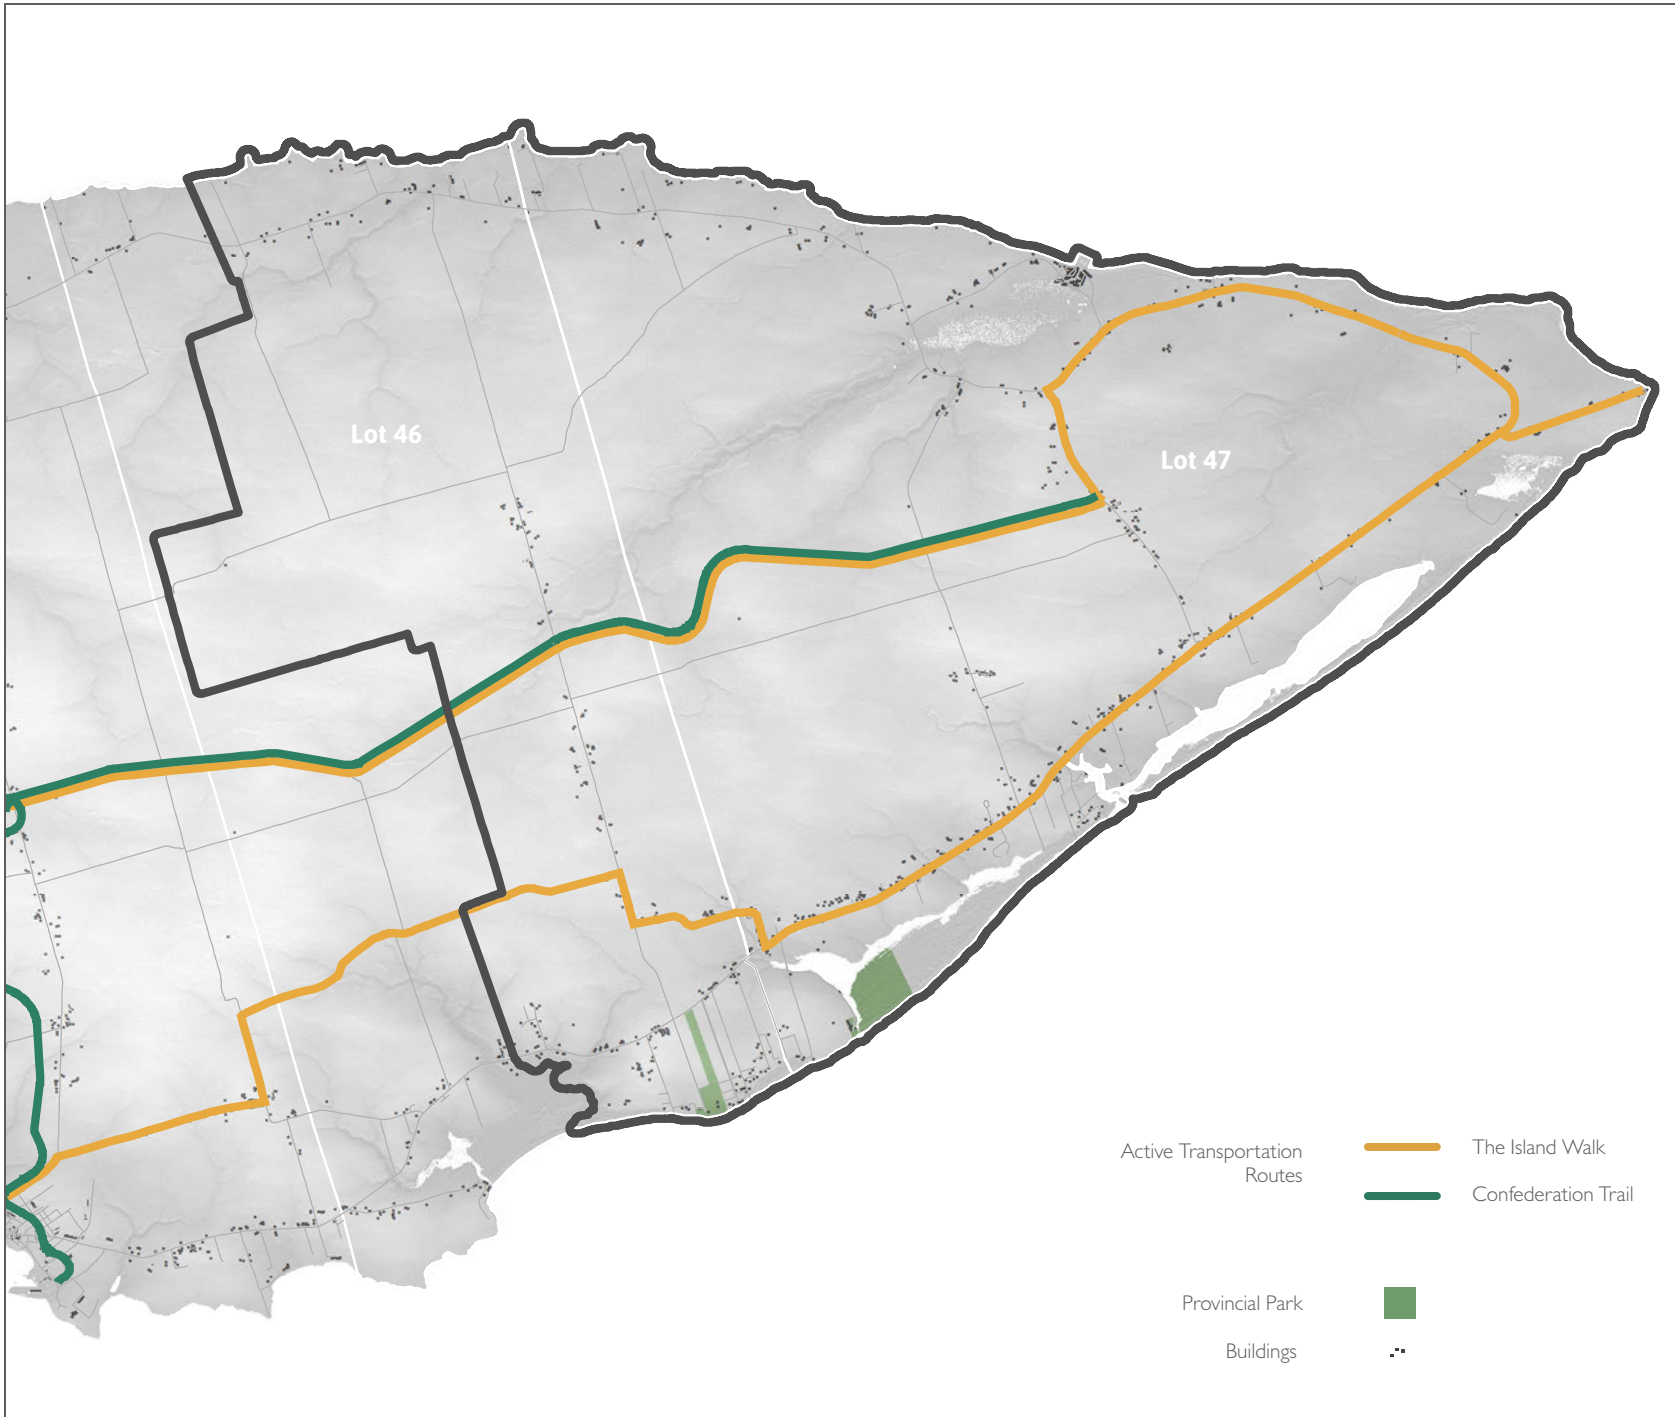 Lot 46
Lot 47
Active Transportation
Routes
The Island Walk
Confederation Trail
Provincial Park
Buildings